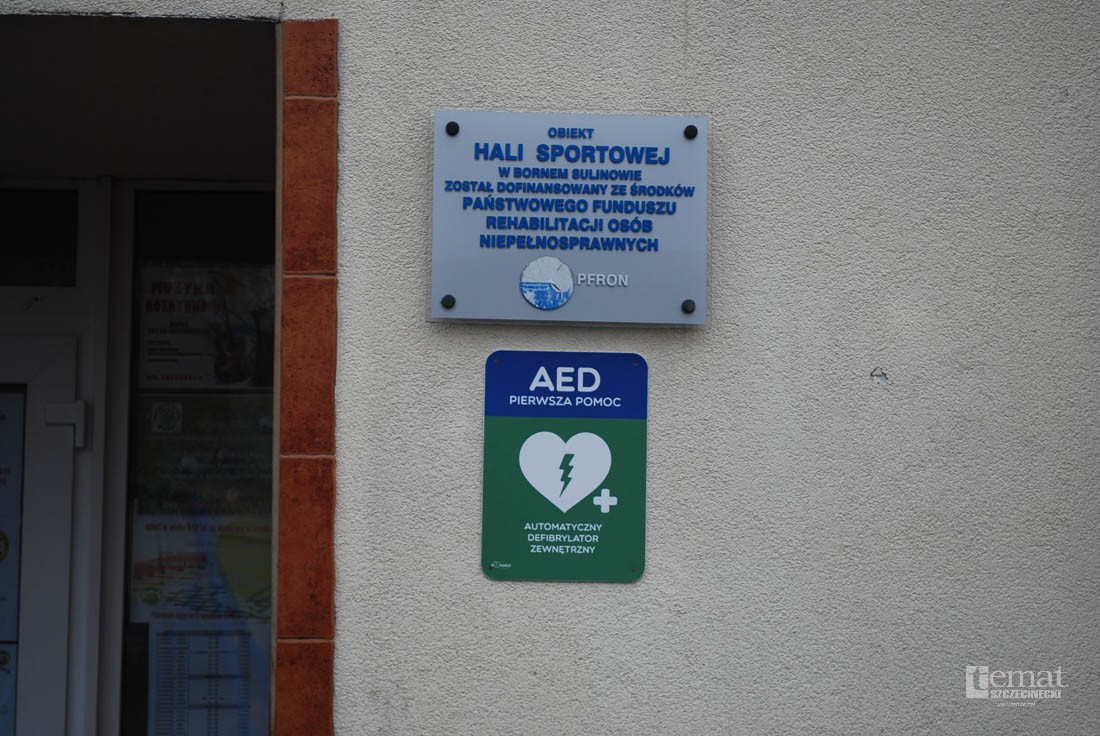 OBIEKT
HALI SPORTOWEJ
W BORNEM SULINOWIE
ZOSTAŁ DOFINANSOWANY ZE ŚRODKÓW
PAŃSTWOWEGO FUNDUSZU
REHABILITACJI OSÓB
NIEPEŁNOSPRAWNYCH
PFRON
AED
PIERWSZA POMOC
AUTOMATYCZNY
DEFIBRYLATOR
ZEWNĘTRZNY
temat
SZCZECINECKI